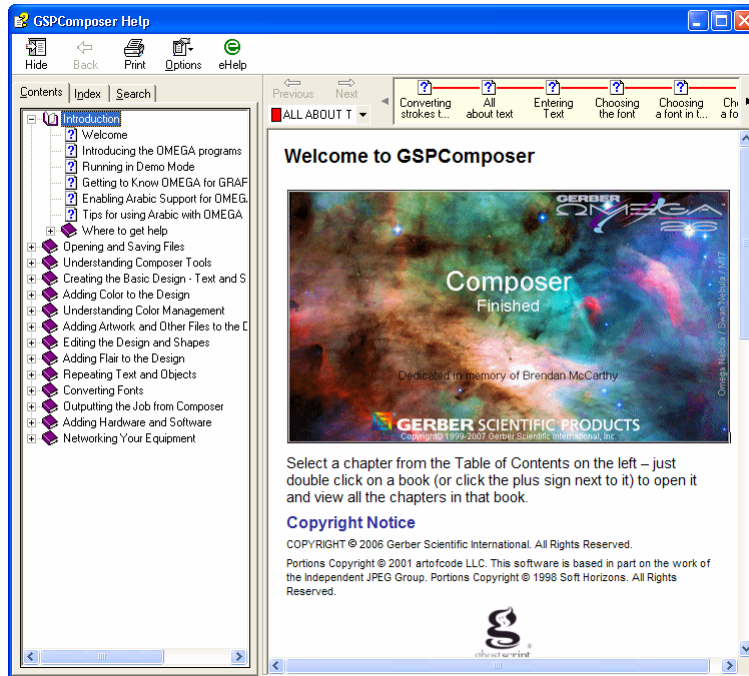 GSPComposer Help
Hide Back Print Options eHelp
Contents Index Search
Introduction
Welcome
Introducing the OMEGA programs
Running in Demo Mode
Getting to Know OMEGA for GRAF
Enabling Arabic Support for OMEG
Tips for using Arabic with OMEGA
Where to get help
Opening and Saving Files
Understanding Composer Tools
Creating the Basic Design - Text and S
Adding Color to the Design
Understanding Color Management
Adding Artwork and Other Files to the D
Editing the Design and Shapes
Adding Flair to the Design
Repeating Text and Objects
Converting Fonts
Outputting the Job from Composer
Adding Hardware and Software
Networking Your Equipment
Previous Next
ALL ABOUT T
Converting
strokes t...
All
about text
Entering
Text
Choosing
the font
Choosing
a font in t...
Cho
a fo
Welcome to GSPComposer
GERBER
OMEGA
Composer
Finished
Dedicated in memory of Brendan McCarthy
Omega Nebula / Swan Nebula / M17
GERBER SCIENTIFIC PRODUCTS
Copyright© 1999-2007 Gerber Scientific International, Inc
Select a chapter from the Table of Contents on the left – just
double click on a book (or click the plus sign next to it) to open it
and view all the chapters in that book.
Copyright Notice
COPYRIGHT © 2006 Gerber Scientific International. All Rights Reserved.
Portions Copyright © 2001 artofcode LLC. This software is based in part on the work of
the Independent JPEG Group. Portions Copyright © 1998 Soft Horizons. All Rights
Reserved.
ghostscript